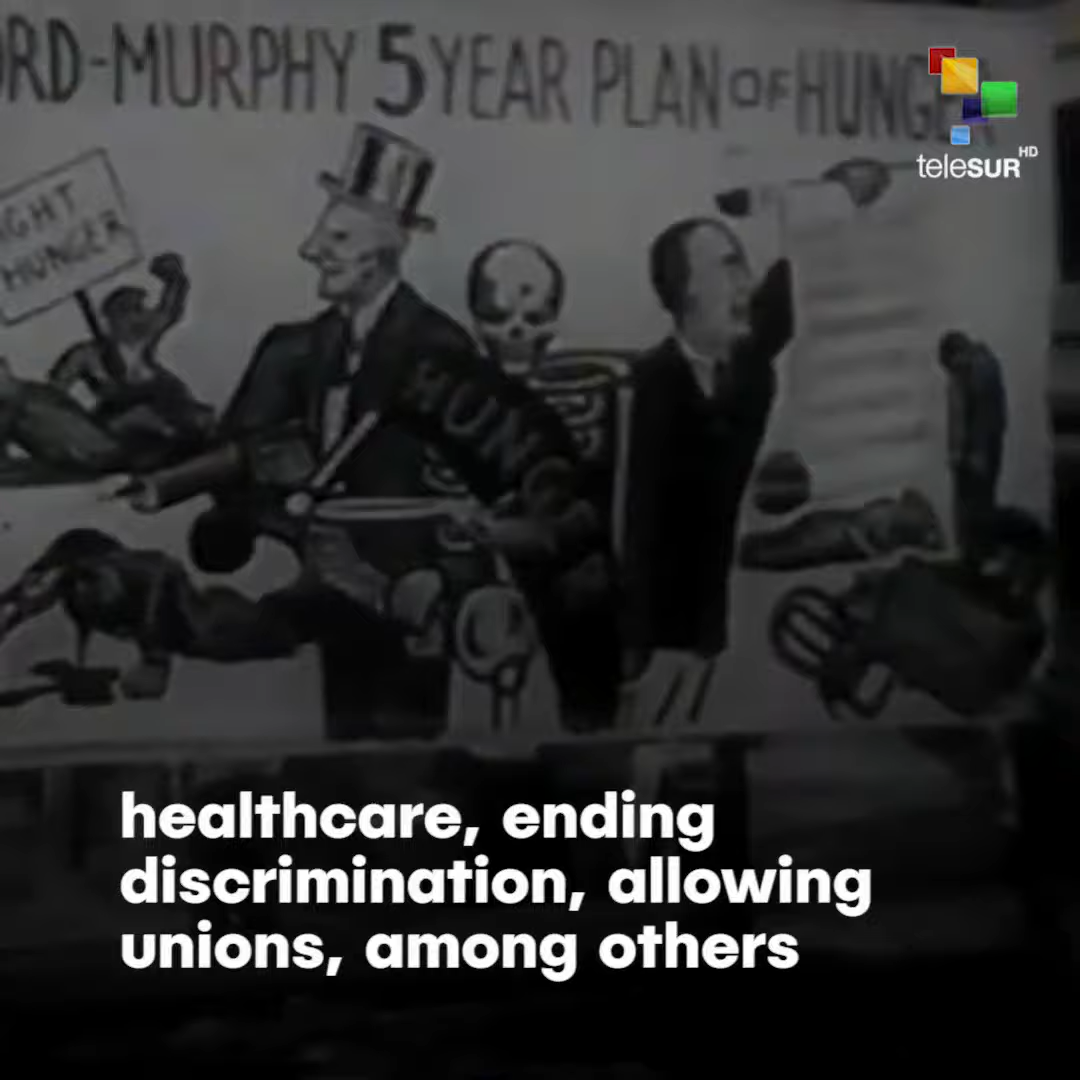 RD-MURPHY 5 YEAR PLAN OF HUNG
GHT
HUNGER
HD
teleSUR
healthcare, ending
discrimination, allowing
unions, among others